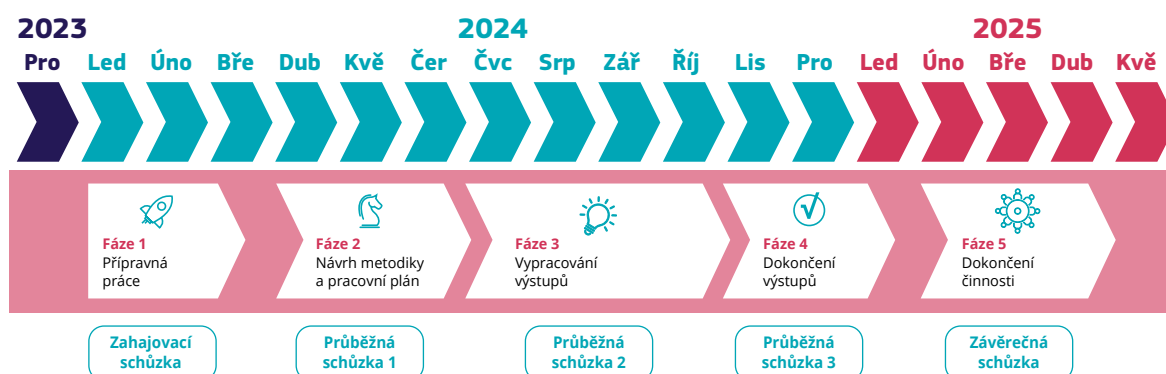 2023 2024 2025
Pro Led Úno Bře Dub Kvě Čer Čvc Srp Zář Říj Lis Pro Led Úno Bře Dub Kvě
Fáze 1
Přípravná
práce
Fáze 2
Návrh metodiky
a pracovní plán
Fáze 3
Vypracování
výstupů
Fáze 4
Dokončení
výstupů
Fáze 5
Dokončení
činnosti
Zahajovací
schůzka
Průběžná
schůzka 1
Průběžná
schůzka 2
Průběžná
schůzka 3
Závěrečná
schůzka